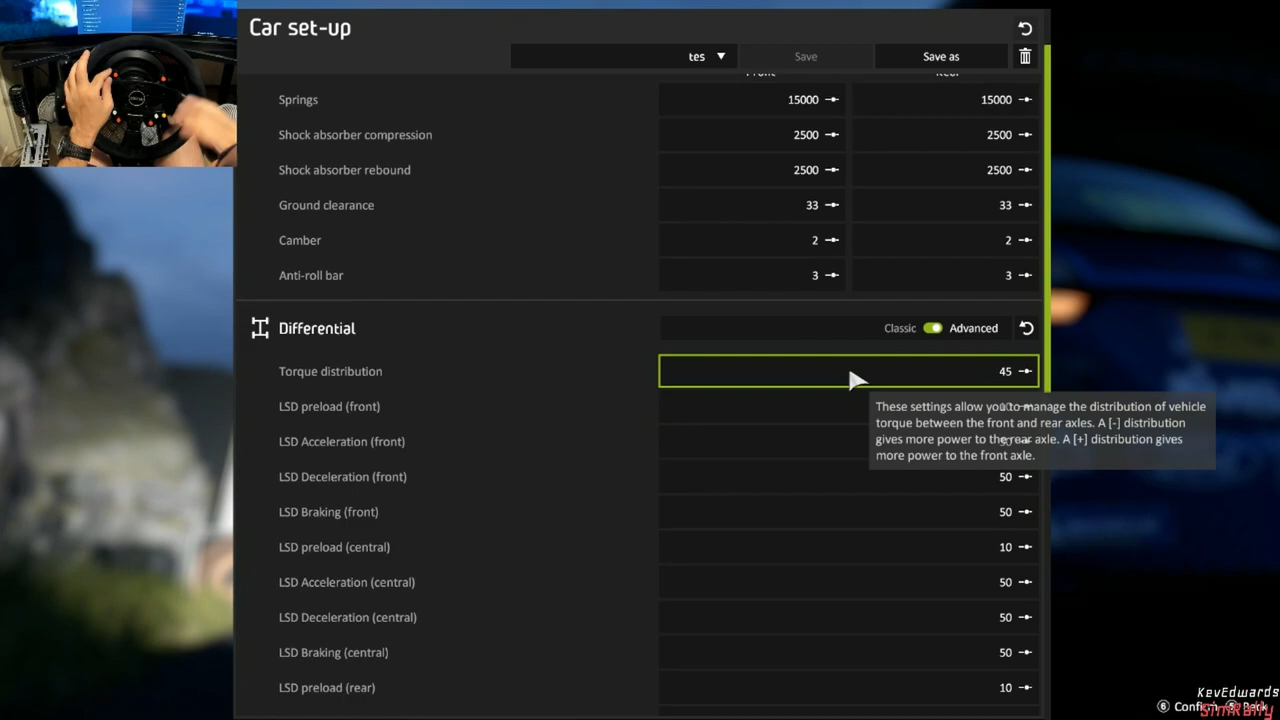 Car set-up
tes
Save
Save as
Springs 15000 15000
Shock absorber compression 2500 2500
Shock absorber rebound 2500 2500
Ground clearance 33 33
Camber 2 2
Anti-roll bar 3 3
Differential Classic Advanced
Torque distribution 45
LSD preload (front)
These settings allow you to manage the distribution of vehicle
torque between the front and rear axles. A [-] distribution
gives more power to the rear axle. A [+] distribution gives
more power to the front axle.
LSD Acceleration (front)
LSD Deceleration (front) 50
LSD Braking (front) 50
LSD preload (central) 10
LSD Acceleration (central) 50
LSD Deceleration (central) 50
LSD Braking (central) 50
LSD preload (rear) 10
KevEdwards
SimRally